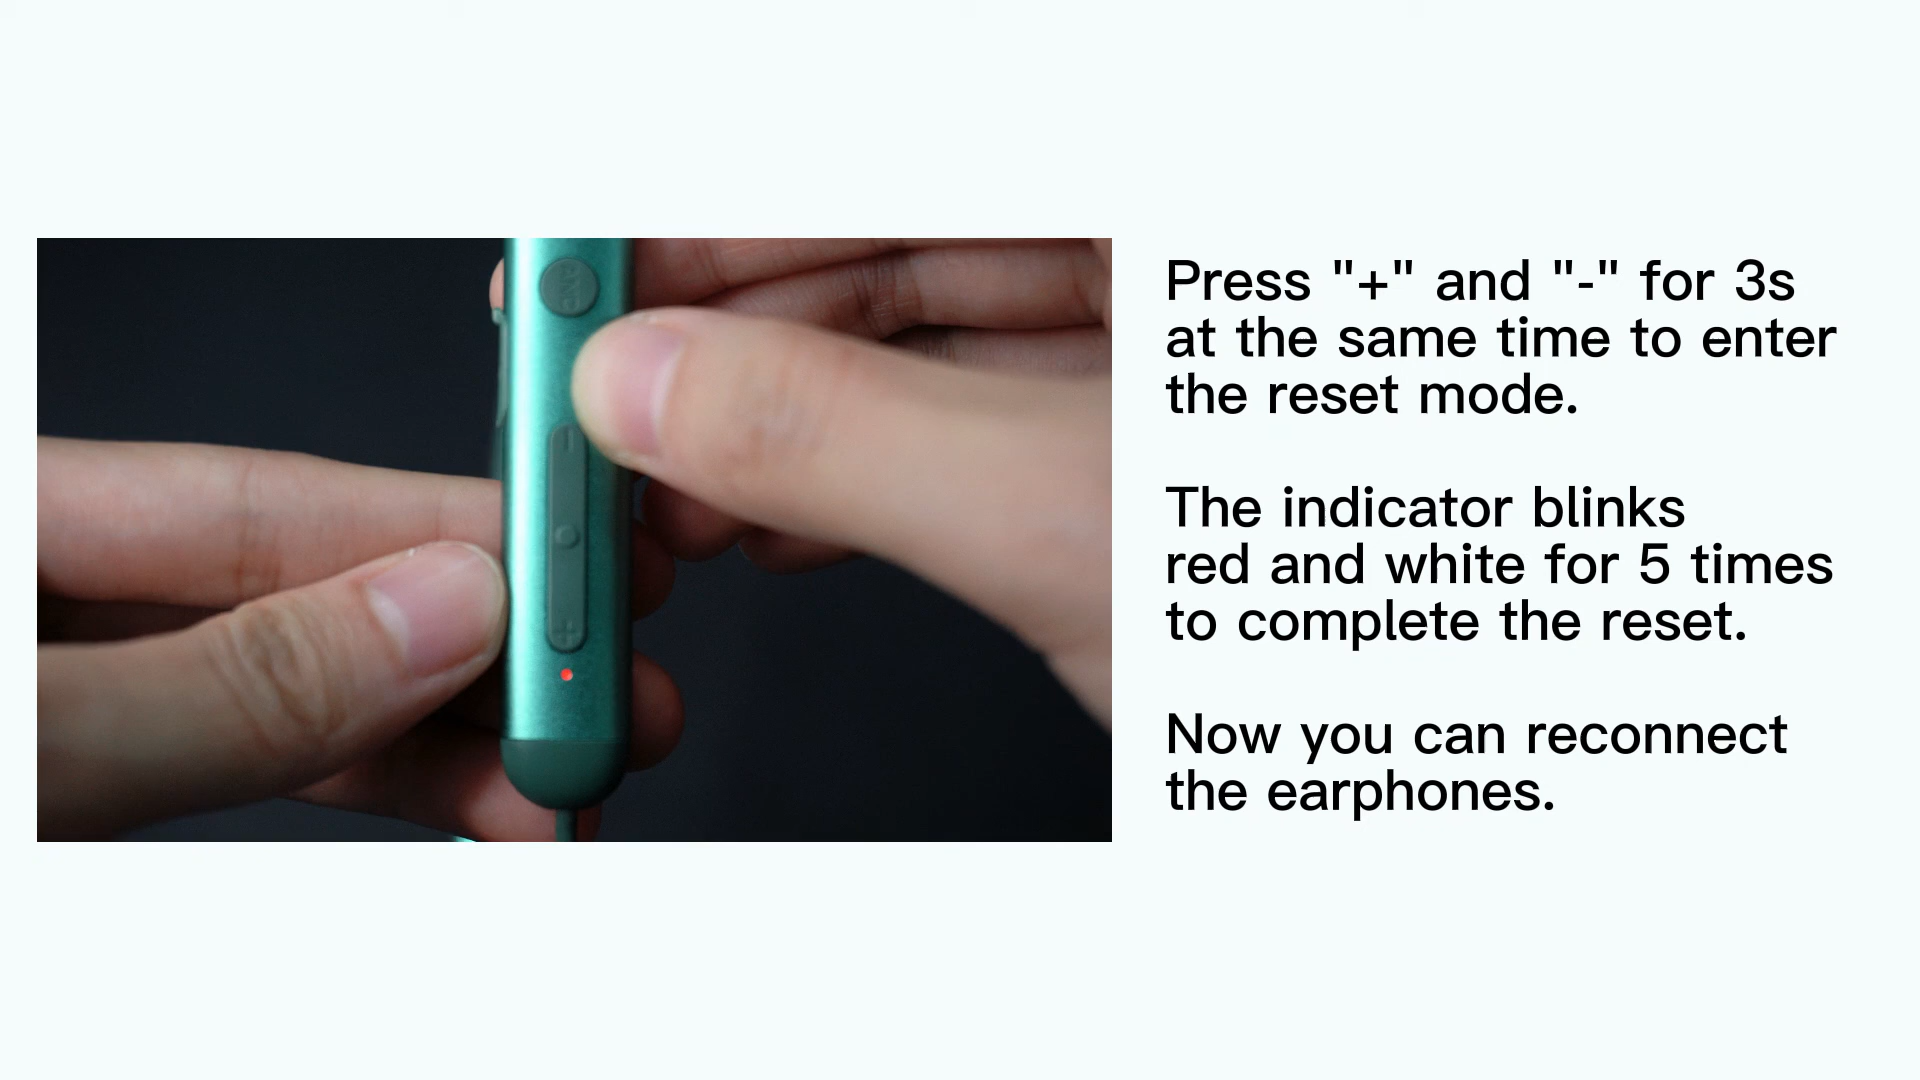 ANC
-
+
Press "+" and "-" for 3s
at the same time to enter
the reset mode.
The indicator blinks
red and white for 5 times
to complete the reset.
Now you can reconnect
the earphones.